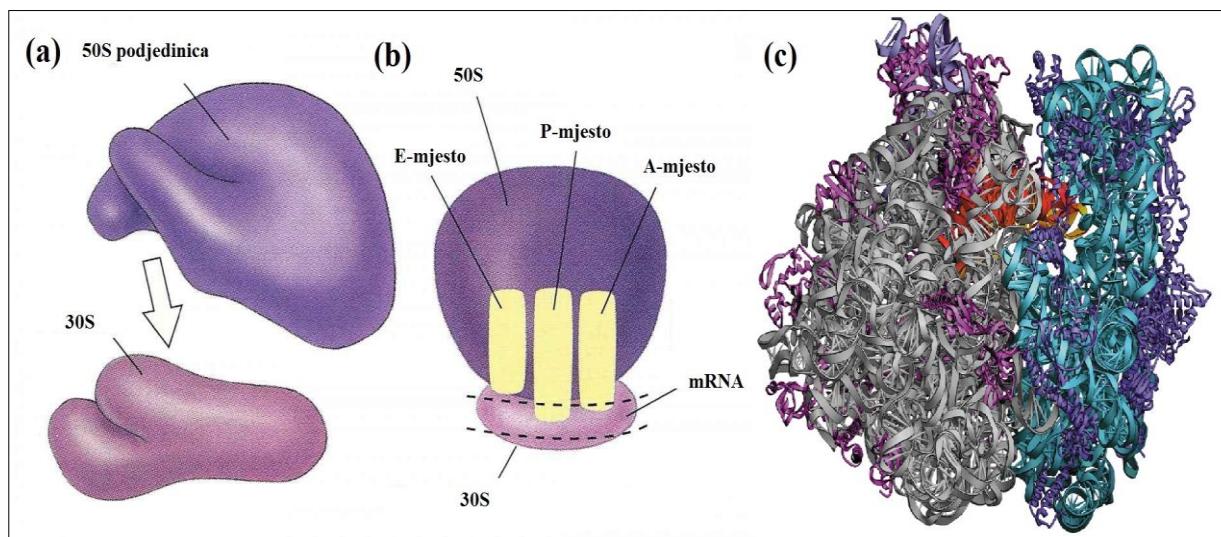 (a)
50S podjedinica
30S
(b)
50S
E-mjesto
P-mjesto
A-mjesto
mRNA
30S
(c)